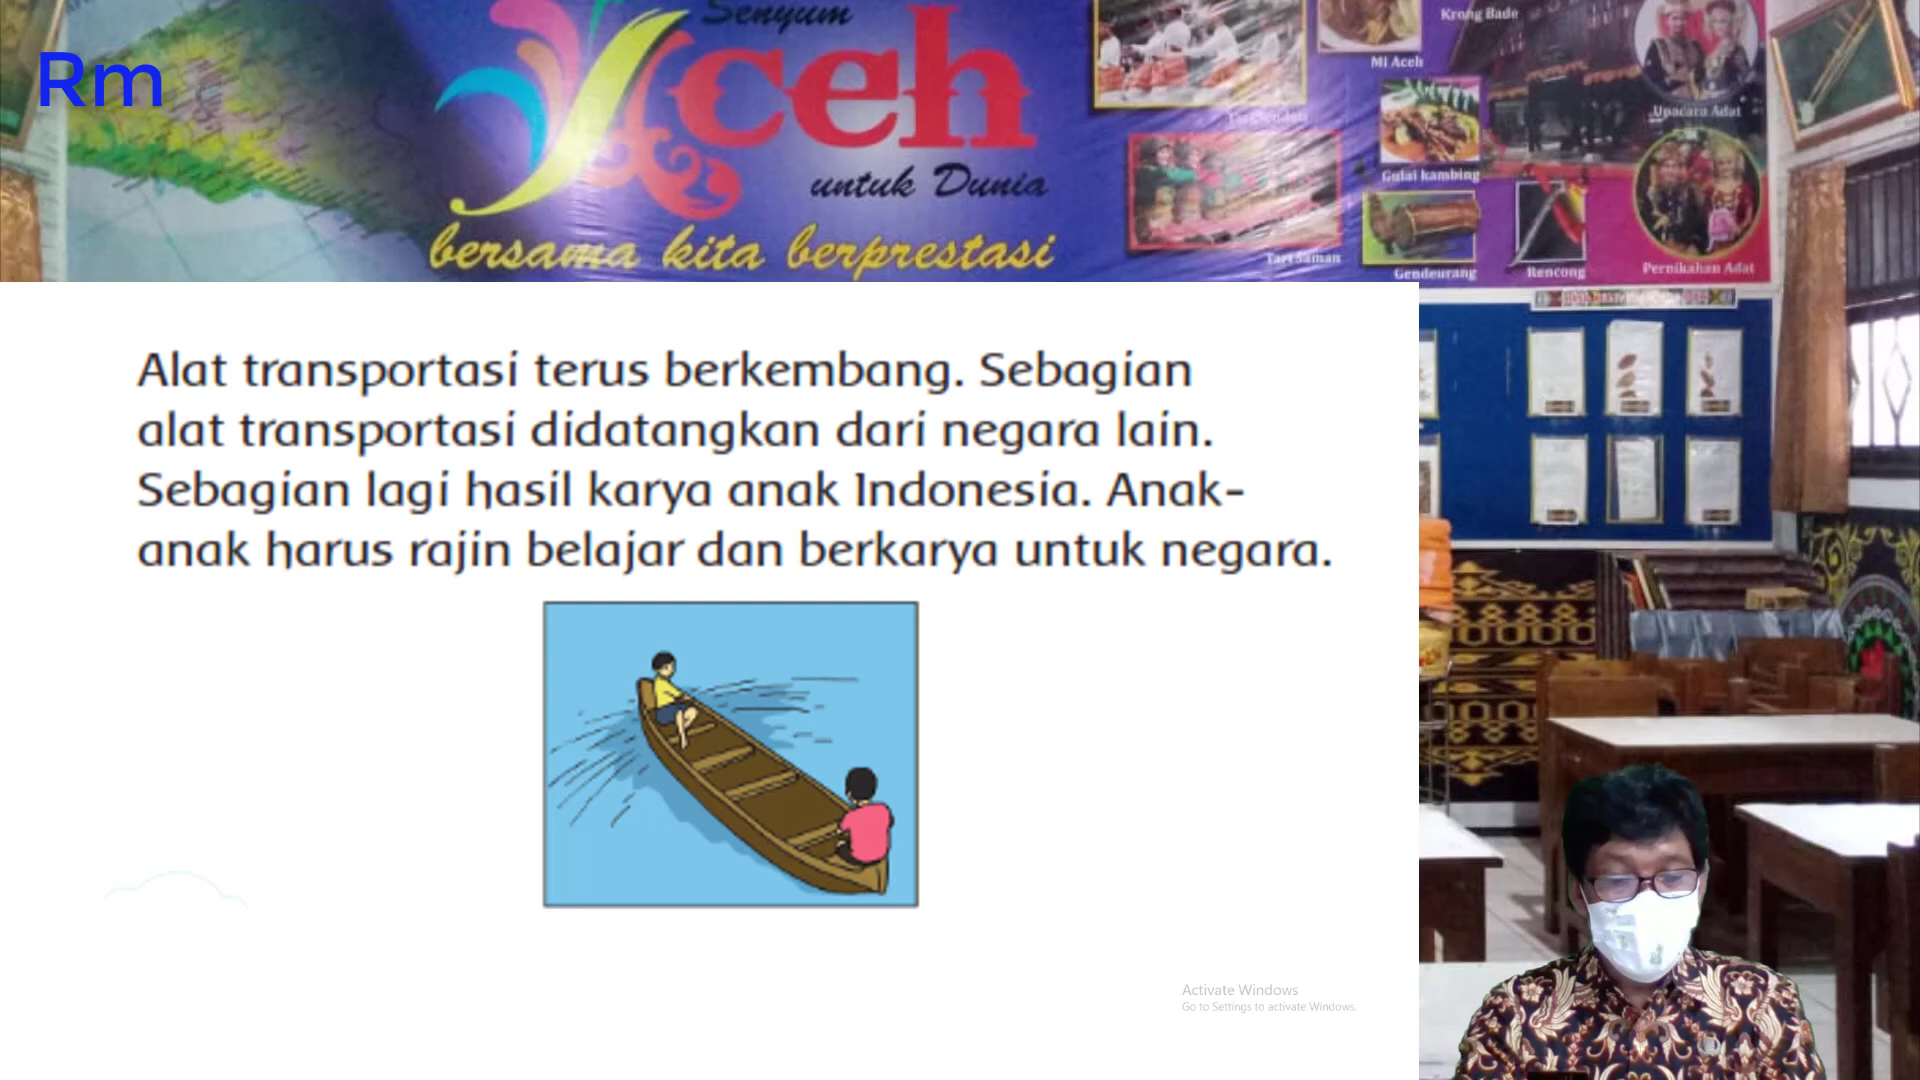 Rm
Senyum
Aceh
untuk Dunia
bersama kita berprestasi
Krong Bade
Mi Aceh
Upacara Adat
Gulai kambing
Tari Saman
Gendeurang
Rencong
Pernikahan Adat
Alat transportasi terus berkembang. Sebagian
alat transportasi didatangkan dari negara lain.
Sebagian lagi hasil karya anak Indonesia. Anak-
anak harus rajin belajar dan berkarya untuk negara.
Activate Windows
Go to Settings to activate Windows.